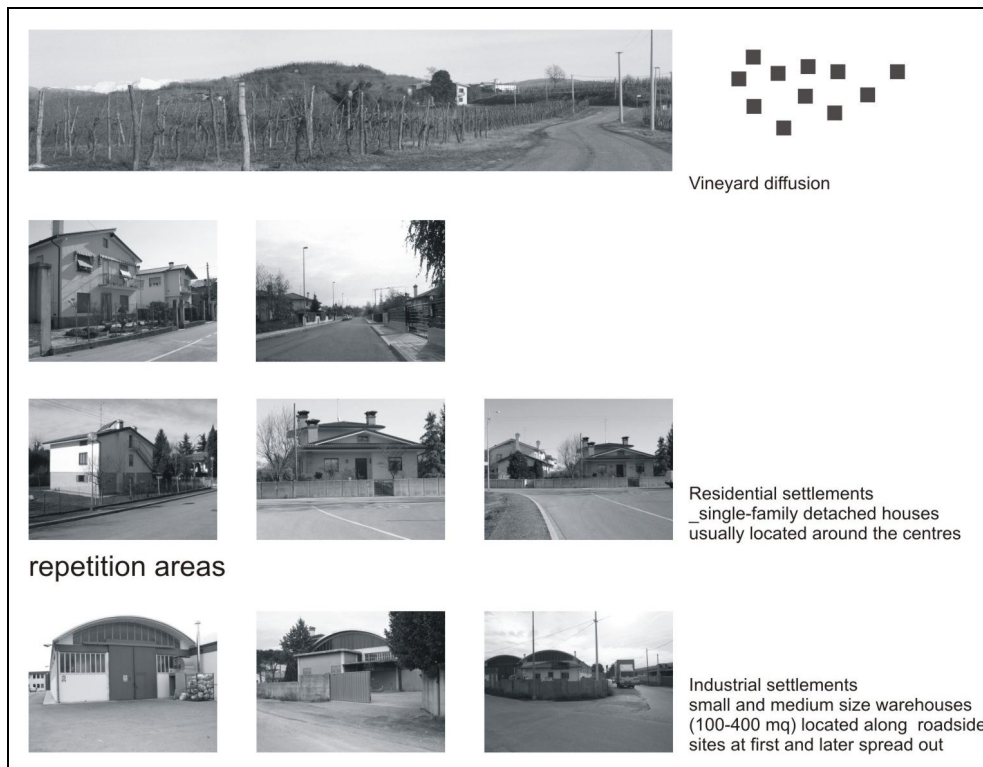 Vineyard diffusion
Residential settlements
_single-family detached houses
usually located around the centres
repetition areas
Industrial settlements
small and medium size warehouses
(100-400 mq) located along roadside
sites at first and later spread out